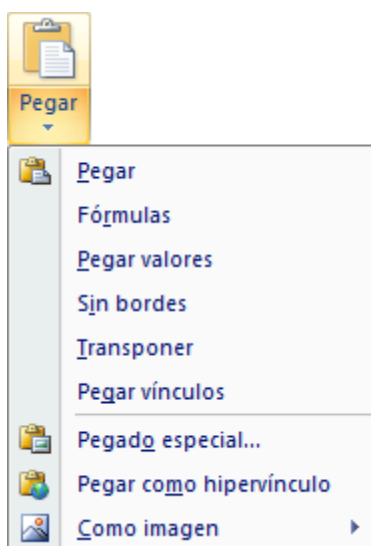 Pegar
Pegar
Fórmulas
Pegar valores
Sin bordes
Transponer
Pegar vínculos
Pegado especial...
Pegar como hipervínculo
Como imagen